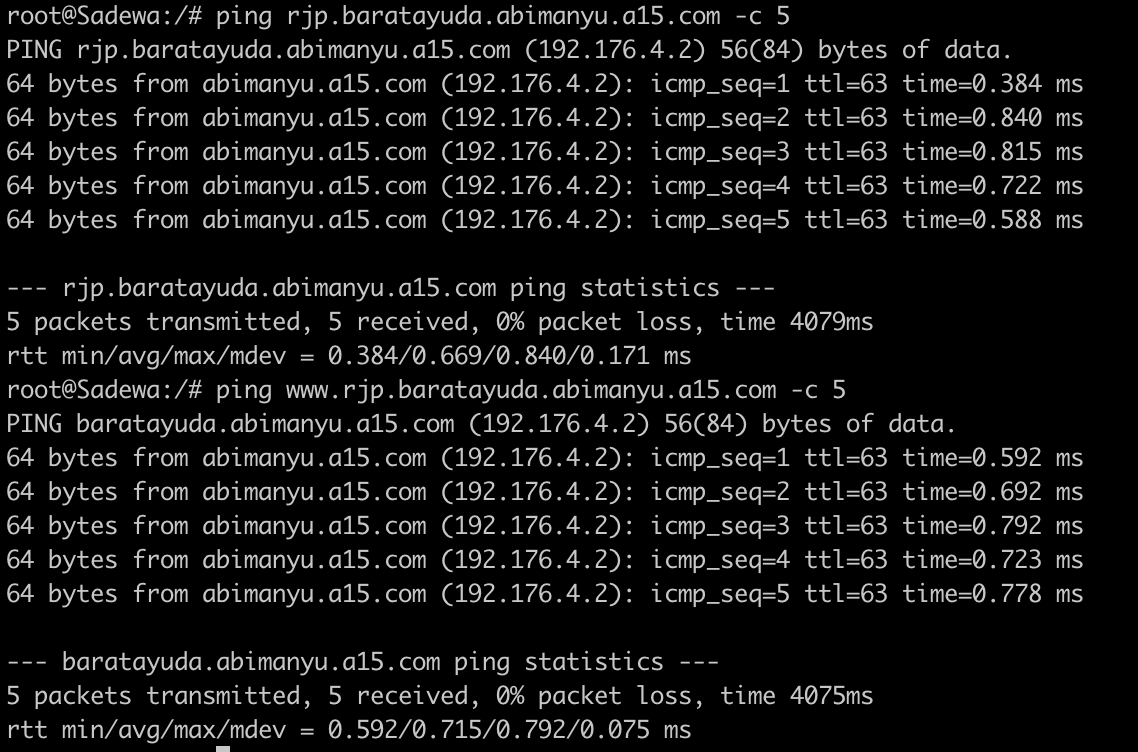 root@Sadewa:/# ping rjp.baratayuda.abimanyu.a15.com -c 5
PING rjp.baratayuda.abimanyu.a15.com (192.176.4.2) 56(84) bytes of data.
64 bytes from abimanyu.a15.com (192.176.4.2): icmp_seq=1 ttl=63 time=0.384 ms
64 bytes from abimanyu.a15.com (192.176.4.2): icmp_seq=2 ttl=63 time=0.840 ms
64 bytes from abimanyu.a15.com (192.176.4.2): icmp_seq=3 ttl=63 time=0.815 ms
64 bytes from abimanyu.a15.com (192.176.4.2): icmp_seq=4 ttl=63 time=0.722 ms
64 bytes from abimanyu.a15.com (192.176.4.2): icmp_seq=5 ttl=63 time=0.588 ms

--- rjp.baratayuda.abimanyu.a15.com ping statistics ---
5 packets transmitted, 5 received, 0% packet loss, time 4079ms
rtt min/avg/max/mdev = 0.384/0.669/0.840/0.171 ms
root@Sadewa:/# ping www.rjp.baratayuda.abimanyu.a15.com -c 5
PING baratayuda.abimanyu.a15.com (192.176.4.2) 56(84) bytes of data.
64 bytes from abimanyu.a15.com (192.176.4.2): icmp_seq=1 ttl=63 time=0.592 ms
64 bytes from abimanyu.a15.com (192.176.4.2): icmp_seq=2 ttl=63 time=0.692 ms
64 bytes from abimanyu.a15.com (192.176.4.2): icmp_seq=3 ttl=63 time=0.792 ms
64 bytes from abimanyu.a15.com (192.176.4.2): icmp_seq=4 ttl=63 time=0.723 ms
64 bytes from abimanyu.a15.com (192.176.4.2): icmp_seq=5 ttl=63 time=0.778 ms

--- baratayuda.abimanyu.a15.com ping statistics ---
5 packets transmitted, 5 received, 0% packet loss, time 4075ms
rtt min/avg/max/mdev = 0.592/0.715/0.792/0.075 ms